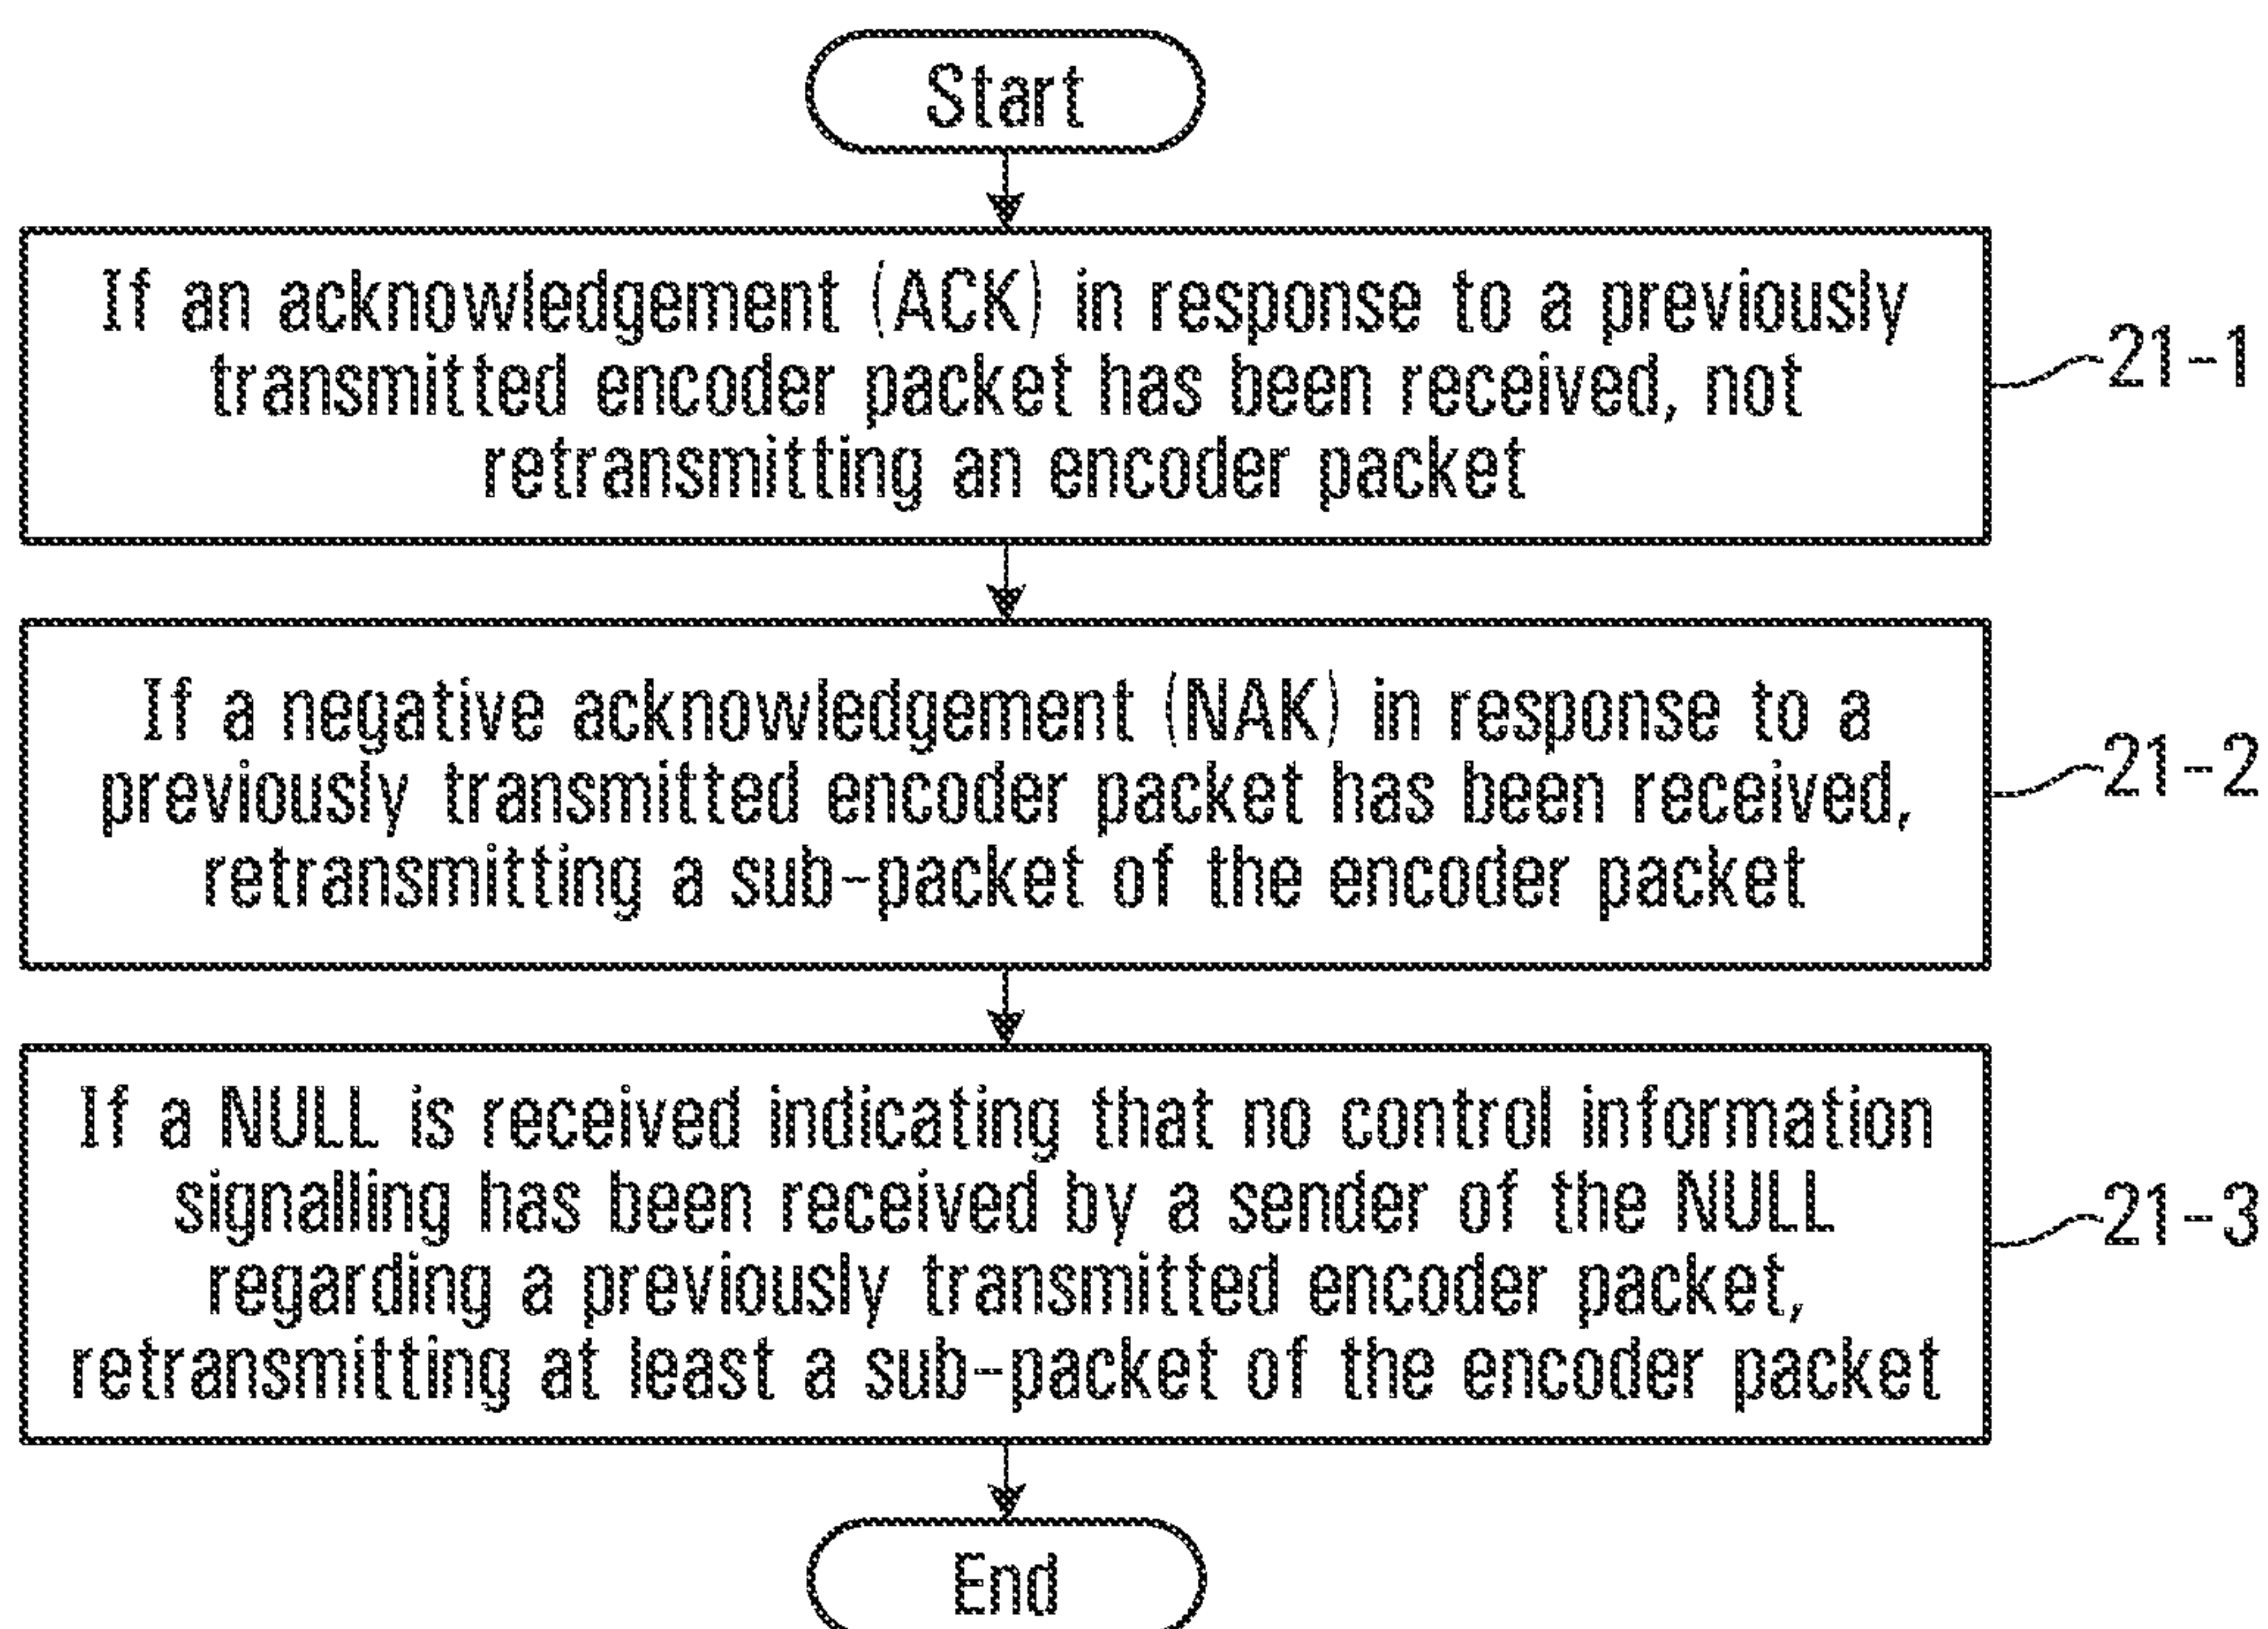 Start
If an acknowledgement (ACK) in response to a previously
transmitted encoder packet has been received, not
retransmitting an encoder packet
21-1
If a negative acknowledgement (NAK) in response to a
previously transmitted encoder packet has been received,
retransmitting a sub-packet of the encoder packet
21-2
If a NULL is received indicating that no control information
signalling has been received by a sender of the NULL
regarding a previously transmitted encoder packet,
retransmitting at least a sub-packet of the encoder packet
21-3
End